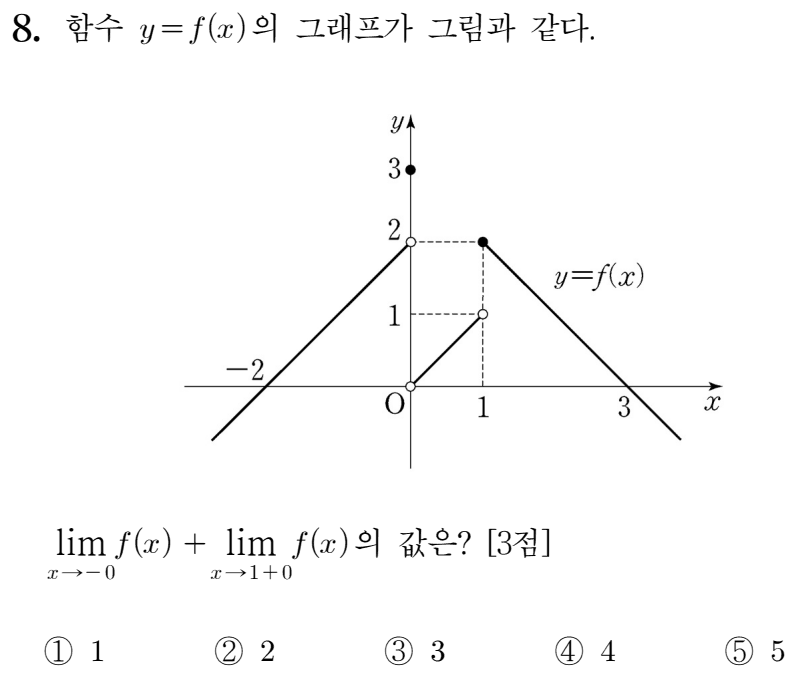 8. 함수 y=f(x)의 그래프가 그림과 같다.
y
3
2
y=f(x)
1
−2
O 1 3 x
lim f(x) + lim f(x)의 값은? [3점]
x→−0 x→1+0
① 1 ② 2 ③ 3 ④ 4 ⑤ 5